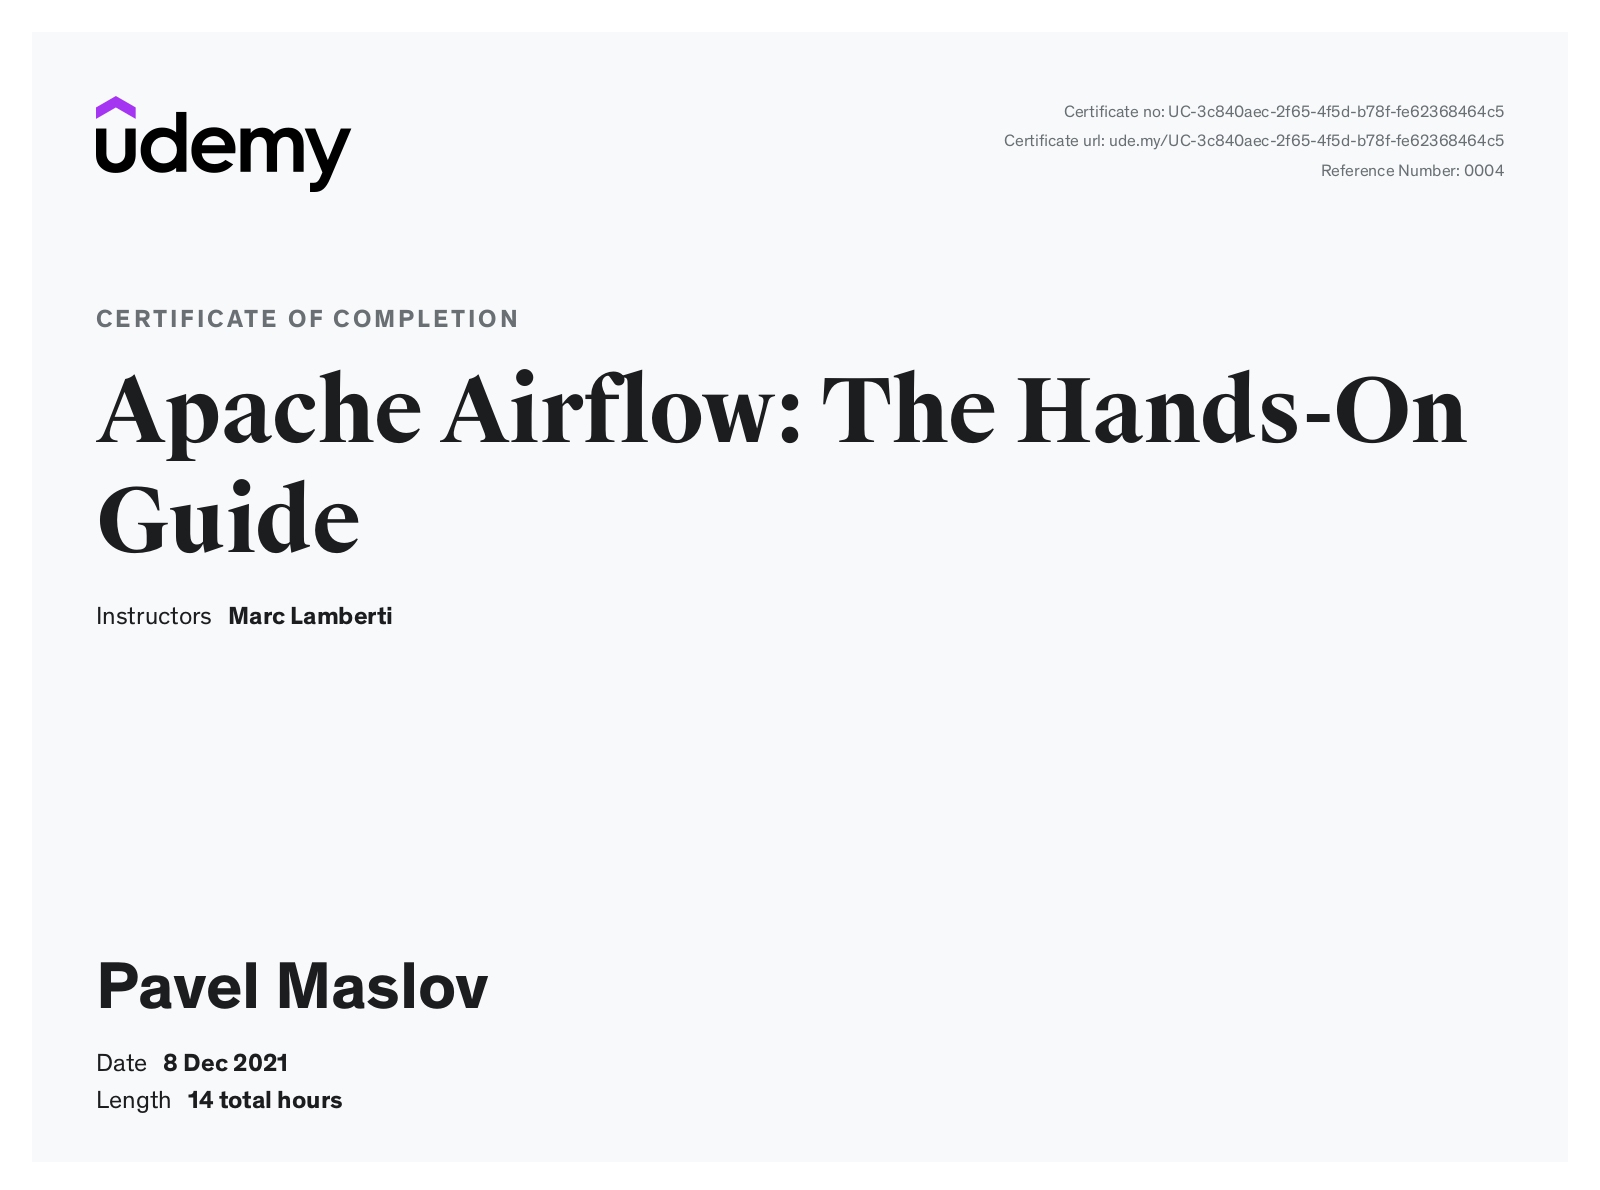 udemy
Certificate no: UC-3c840aec-2f65-4f5d-b78f-fe62368464c5
Certificate url: ude.my/UC-3c840aec-2f65-4f5d-b78f-fe62368464c5
Reference Number: 0004
CERTIFICATE OF COMPLETION
Apache Airflow: The Hands-On
Guide
Instructors Marc Lamberti
Pavel Maslov
Date 8 Dec 2021
Length 14 total hours